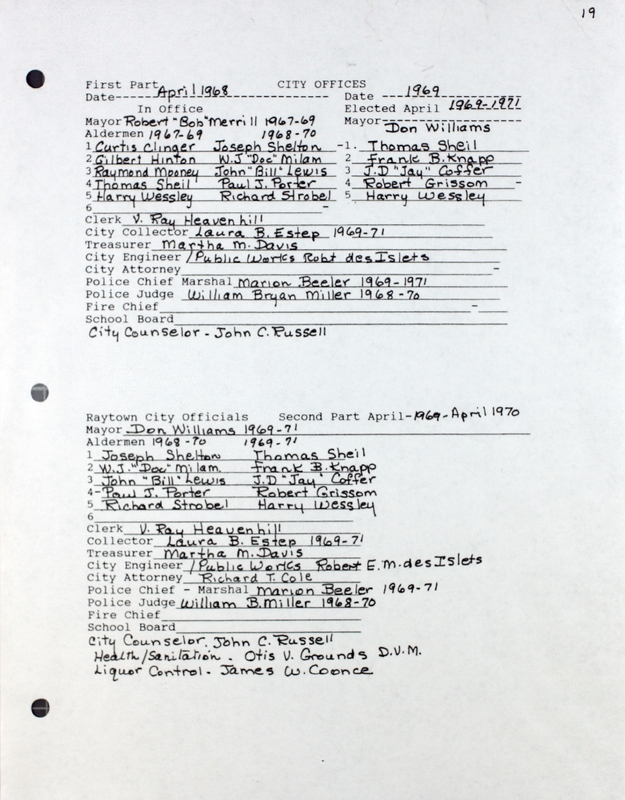 19
First Part CITY OFFICES
Date April 1968 Date 1969
In Office Elected April 1969-1971
Mayor Robert "Bob" Merrill 1967-69 Mayor Don Williams
Aldermen 1967-69 1968-70
1 Curtis Clinger Joseph Shelton 1. Thomas Sheil
2 Gilbert Hinton W.J "Doc" Milam 2 Frank B. Knapp
3 Raymond Mooney John "Bill" Lewis 3 J.D "Jay" Coffer
4 Thomas Sheil Paul J. Porter 4 Robert Grissom
5 Harry Wessley Richard Strobel 5 Harry Wessley
6
Clerk V. Ray Heavenhill
City Collector Laura B. Estep 1969-71
Treasurer Martha M. Davis
City Engineer /Public Works Robt desIslets
City Attorney
Police Chief Marshal Marion Beeler 1969-1971
Police Judge William Bryan Miller 1968-70
Fire Chief
School Board
City Counselor - John C. Russell
Raytown City Officials Second Part April-1969-April 1970
Mayor Don Williams 1969-71
Aldermen 1968-70 1969-71
1 Joseph Shelton Thomas Sheil
2 W.J. "Doc" Milam Frank B. Knapp
3 John "Bill" Lewis J.D "Jay" Coffer
4-Paul J. Porter Robert Grissom
5 Richard Strobel Harry Wessley
6
Clerk V. Ray Heavenhill
Collector Laura B. Estep 1969-71
Treasurer Martha M. Davis
City Engineer /Public Works Robert E.M. desIslets
City Attorney Richard T. Cole
Police Chief - Marshal Marion Beeler 1969-71
Police Judge William B. Miller 1968-70
Fire Chief
School Board
City Counselor. John C. Russell
Health/Sanitation - Otis V. Grounds D.V.M.
Liquor Control - James W. Coonce